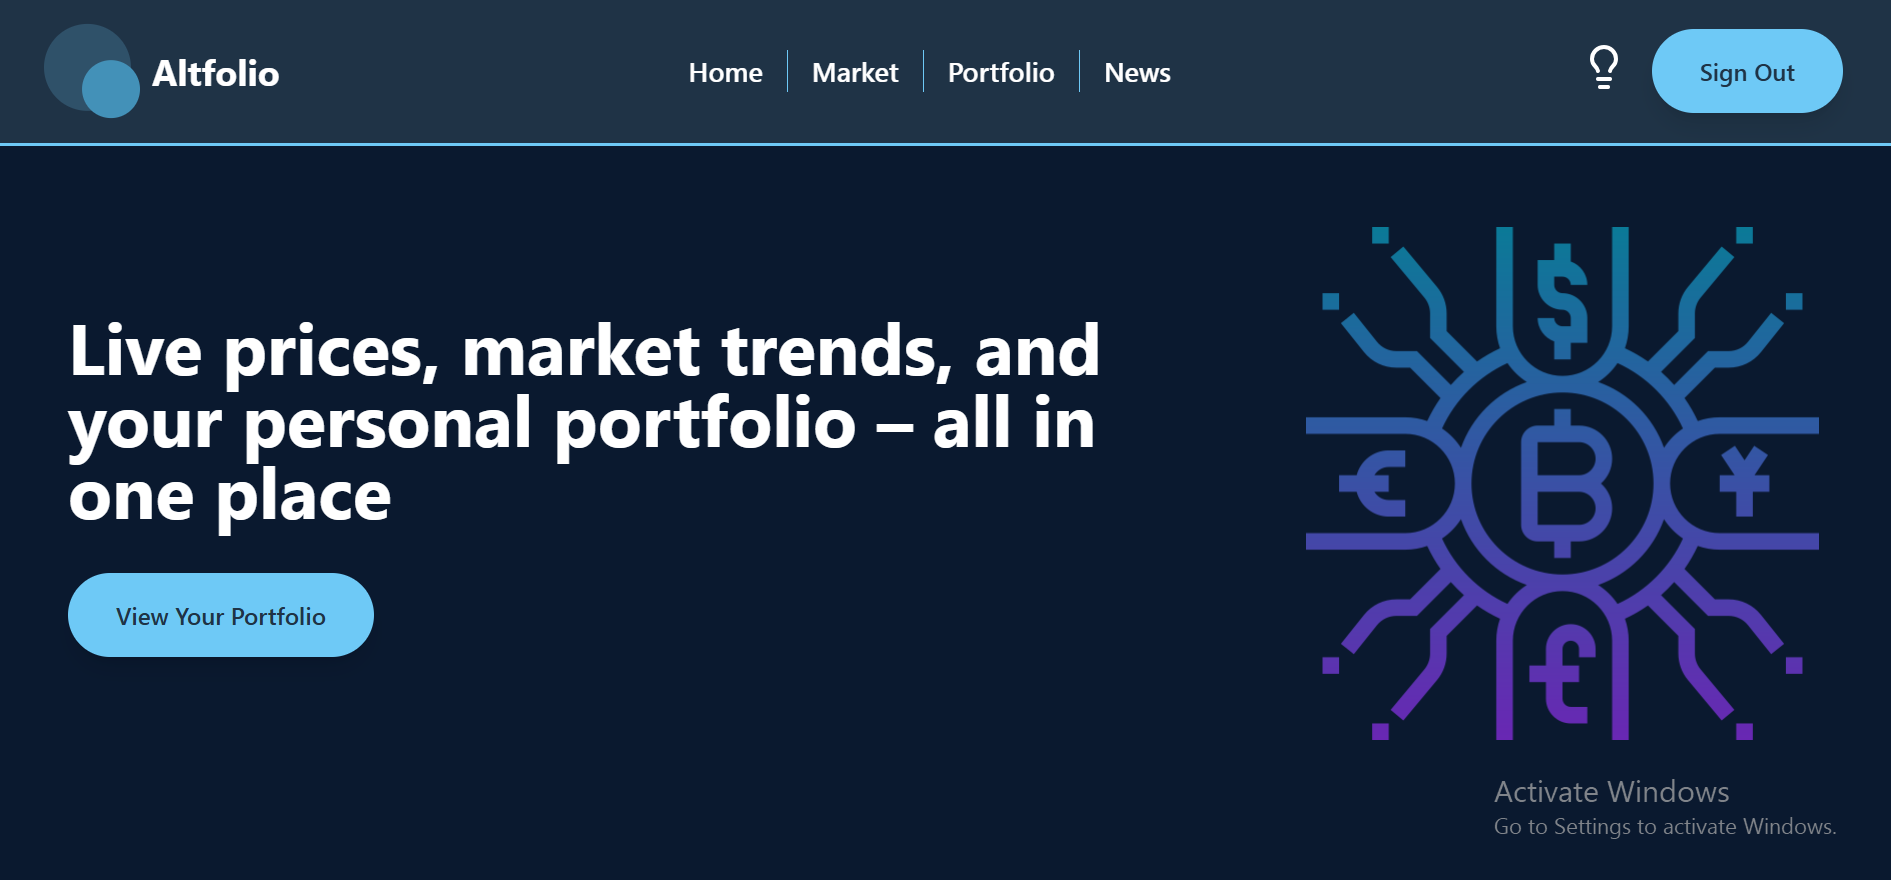 Altfolio
Home
Market
Portfolio
News
Sign Out
Live prices, market trends, and
your personal portfolio – all in
one place
View Your Portfolio
$
€
B
¥
£
Activate Windows
Go to Settings to activate Windows.